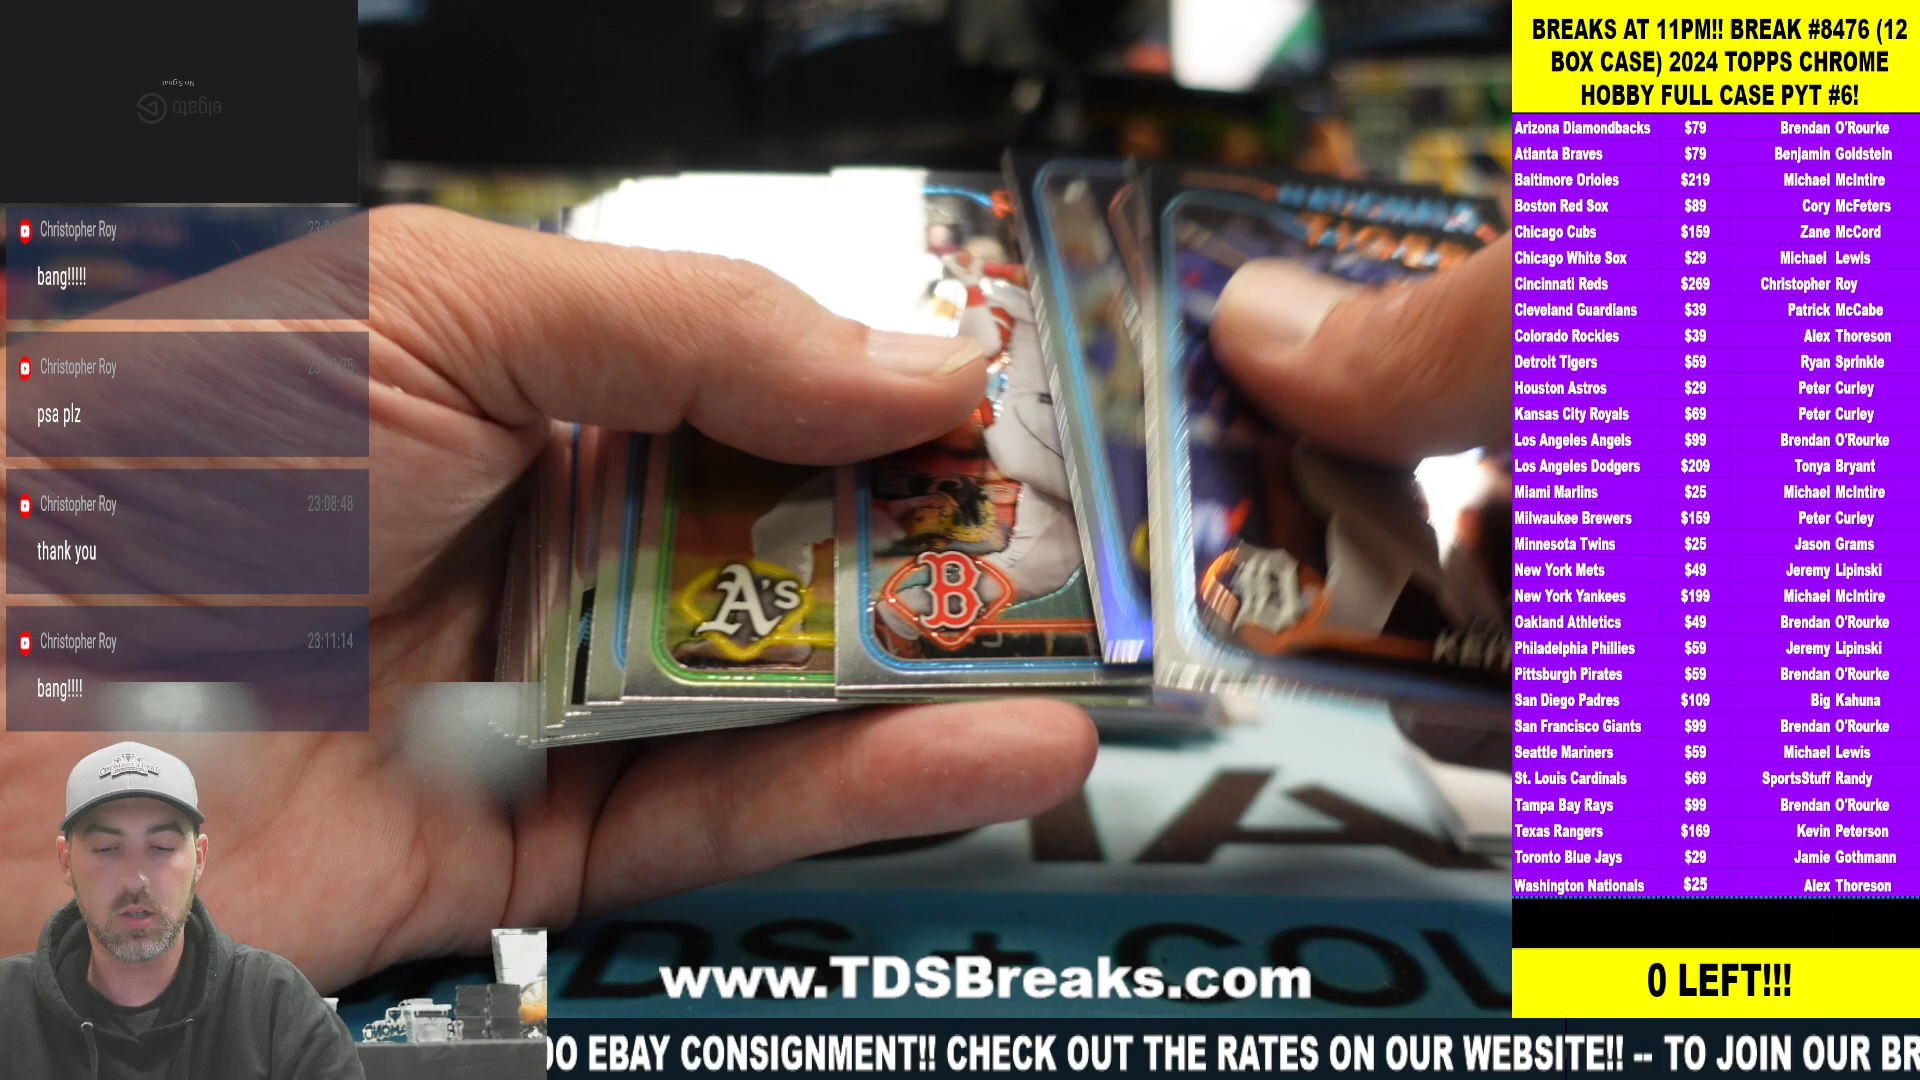 No Signal
elgato
Christopher Roy
bang!!!!!
Christopher Roy
psa plz
Christopher Roy 23:08:48
thank you
Christopher Roy 23:11:14
bang!!!!
A's
B
www.TDSBreaks.com
DO EBAY CONSIGNMENT!! CHECK OUT THE RATES ON OUR WEBSITE!! -- TO JOIN OUR BR
BREAKS AT 11PM!! BREAK #8476 (12
BOX CASE) 2024 TOPPS CHROME
HOBBY FULL CASE PYT #6!
Arizona Diamondbacks $79 Brendan O'Rourke
Atlanta Braves $79 Benjamin Goldstein
Baltimore Orioles $219 Michael McIntire
Boston Red Sox $89 Cory McFeters
Chicago Cubs $159 Zane McCord
Chicago White Sox $29 Michael Lewis
Cincinnati Reds $269 Christopher Roy
Cleveland Guardians $39 Patrick McCabe
Colorado Rockies $39 Alex Thoreson
Detroit Tigers $59 Ryan Sprinkle
Houston Astros $29 Peter Curley
Kansas City Royals $69 Peter Curley
Los Angeles Angels $99 Brendan O'Rourke
Los Angeles Dodgers $209 Tonya Bryant
Miami Marlins $25 Michael McIntire
Milwaukee Brewers $159 Peter Curley
Minnesota Twins $25 Jason Grams
New York Mets $49 Jeremy Lipinski
New York Yankees $199 Michael McIntire
Oakland Athletics $49 Brendan O'Rourke
Philadelphia Phillies $59 Jeremy Lipinski
Pittsburgh Pirates $59 Brendan O'Rourke
San Diego Padres $109 Big Kahuna
San Francisco Giants $99 Brendan O'Rourke
Seattle Mariners $59 Michael Lewis
St. Louis Cardinals $69 SportsStuff Randy
Tampa Bay Rays $99 Brendan O'Rourke
Texas Rangers $169 Kevin Peterson
Toronto Blue Jays $29 Jamie Gothmann
Washington Nationals $25 Alex Thoreson
0 LEFT!!!